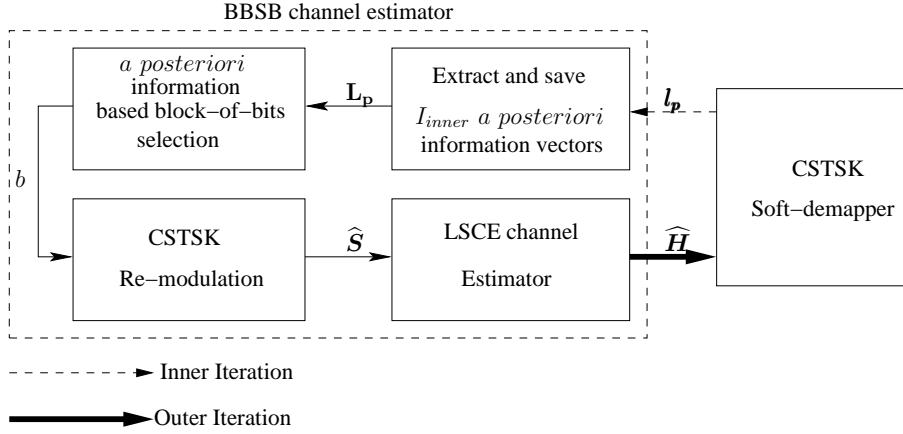 BBSB channel estimator
a posteriori
information
based block−of−bits
selection
L_p
Extract and save
I_inner a posteriori
information vectors
l_p
CSTSK
Soft−demapper
b
CSTSK
Re−modulation
Ŝ
LSCE channel
Estimator
Ĥ
Inner Iteration
Outer Iteration